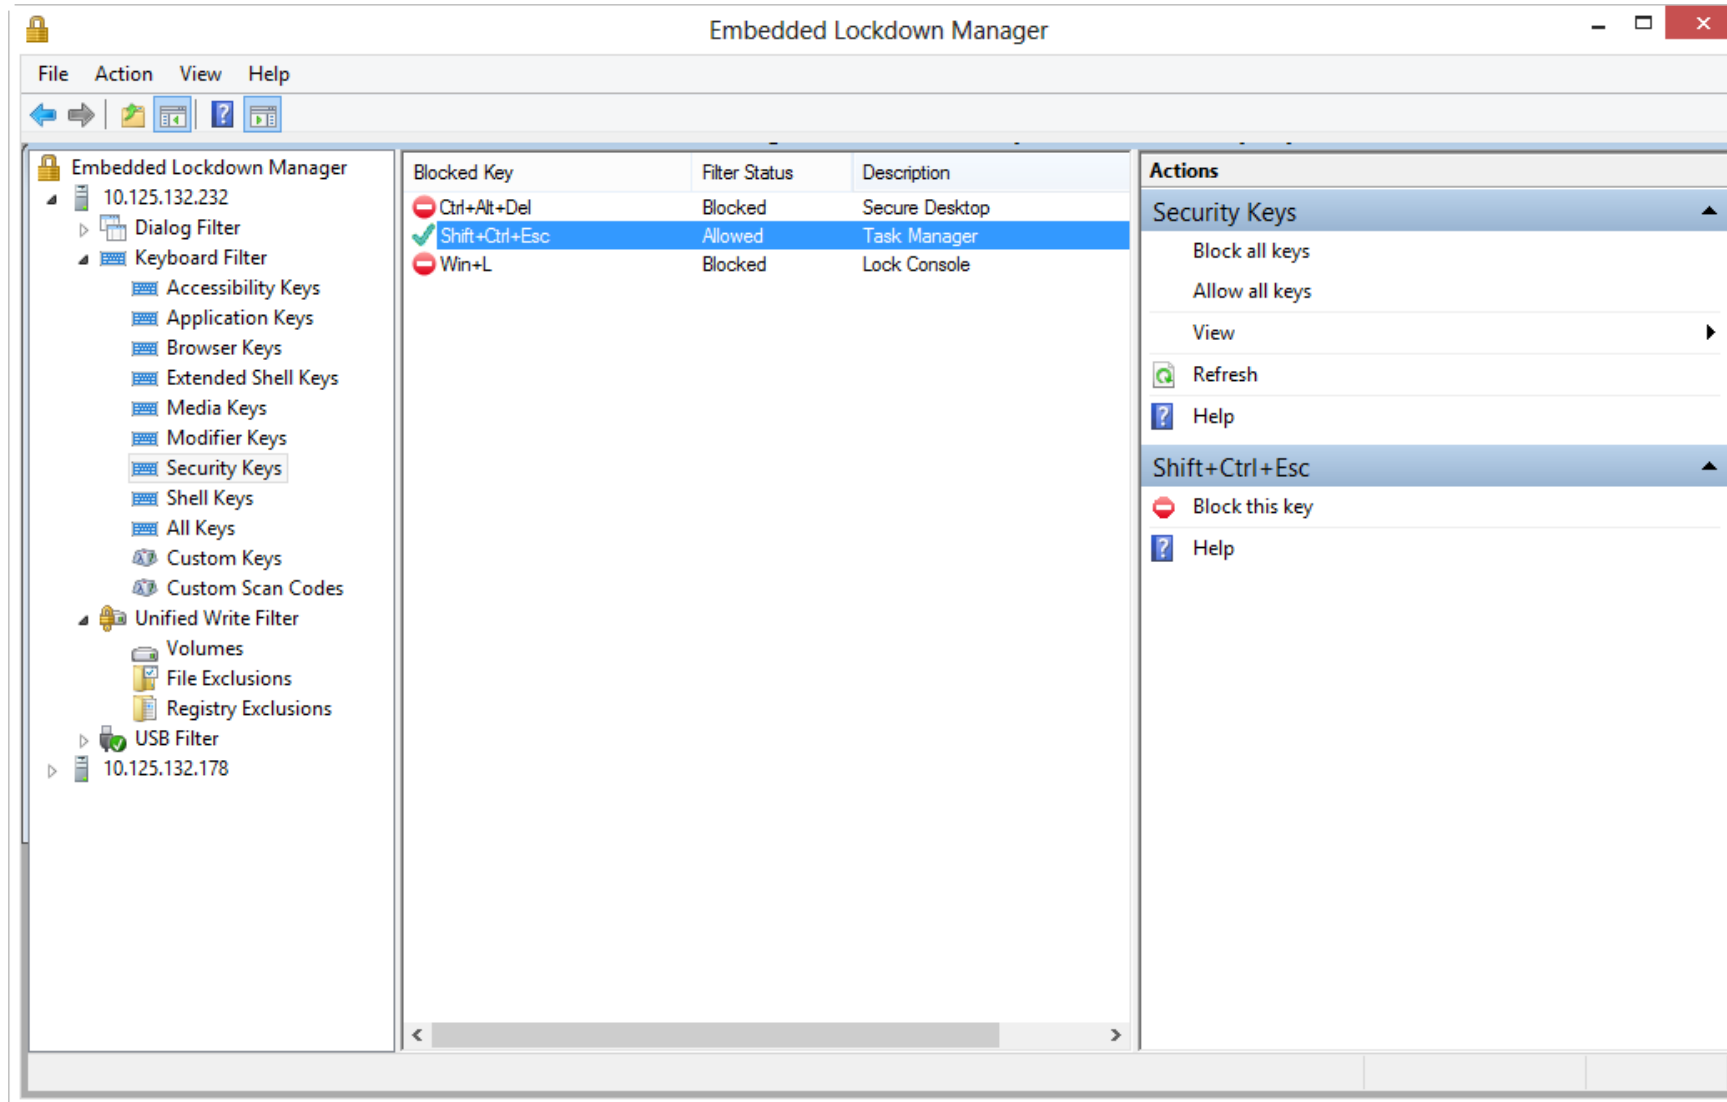 Embedded Lockdown Manager
File Action View Help
Embedded Lockdown Manager
10.125.132.232
Dialog Filter
Keyboard Filter
Accessibility Keys
Application Keys
Browser Keys
Extended Shell Keys
Media Keys
Modifier Keys
Security Keys
Shell Keys
All Keys
Custom Keys
Custom Scan Codes
Unified Write Filter
Volumes
File Exclusions
Registry Exclusions
USB Filter
10.125.132.178
Blocked Key Filter Status Description
Ctrl+Alt+Del Blocked Secure Desktop
Shift+Ctrl+Esc Allowed Task Manager
Win+L Blocked Lock Console
Actions
Security Keys
Block all keys
Allow all keys
View
Refresh
Help
Shift+Ctrl+Esc
Block this key
Help